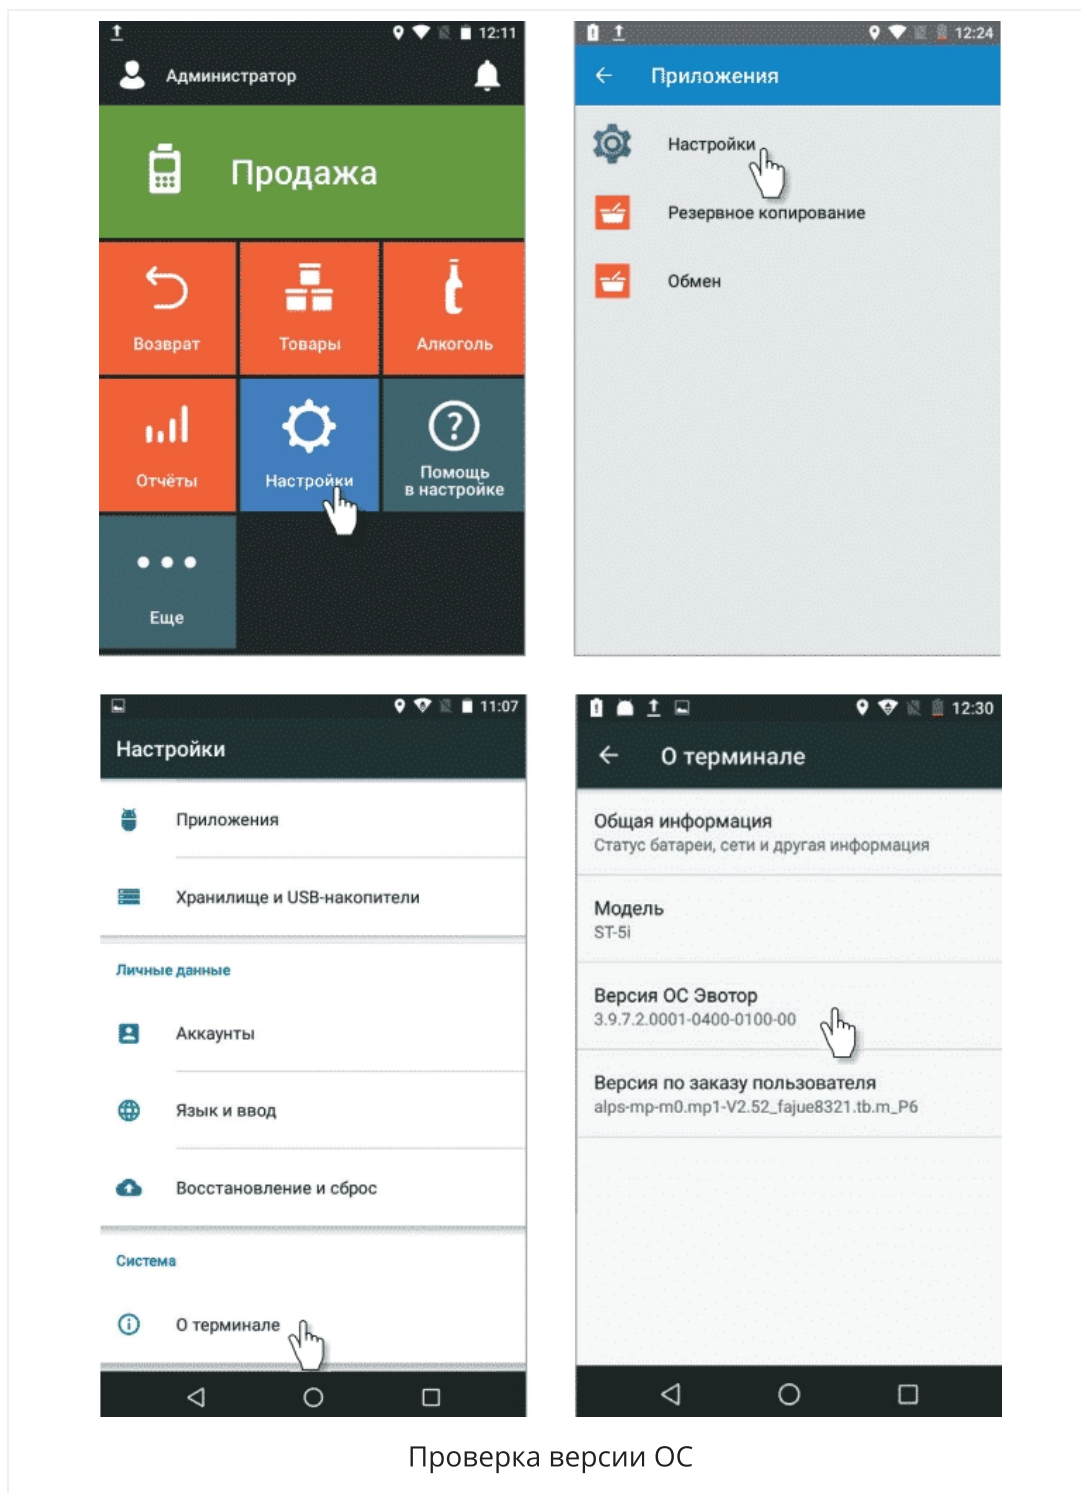 12:11
Администратор
Продажа
Возврат
Товары
Алкоголь
Отчёты
Настройки
Помощь
в настройке
Еще
12:24
Приложения
Настройки
Резервное копирование
Обмен
11:07
Настройки
Приложения
Хранилище и USB-накопители
Личные данные
Аккаунты
Язык и ввод
Восстановление и сброс
Система
О терминале
12:30
О терминале
Общая информация
Статус батареи, сети и другая информация
Модель
ST-5i
Версия ОС Эвотор
3.9.7.2.0001-0400-0100-00
Версия по заказу пользователя
alps-mp-m0.mp1-V2.52_fajue8321.tb.m_P6
Проверка версии ОС